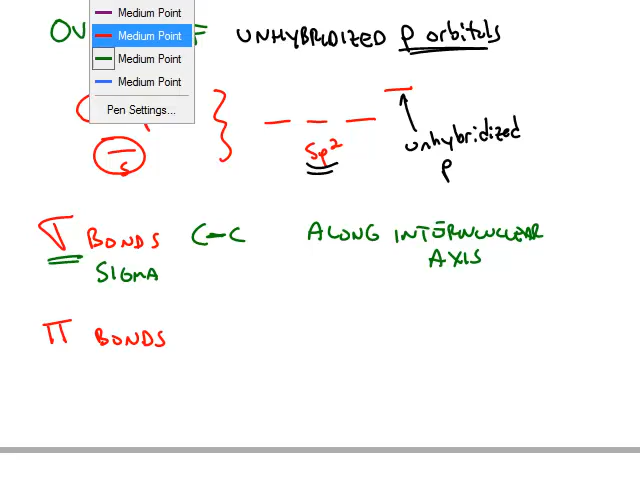 Medium Point
Medium Point
Medium Point
Medium Point
Pen Settings...
OV F UNHYBRIDIZED p orbitals
s
sp²
unhybridized
p
σ BONDS C-C ALONG INTERNUCLEAR
SIGMA AXIS
π BONDS